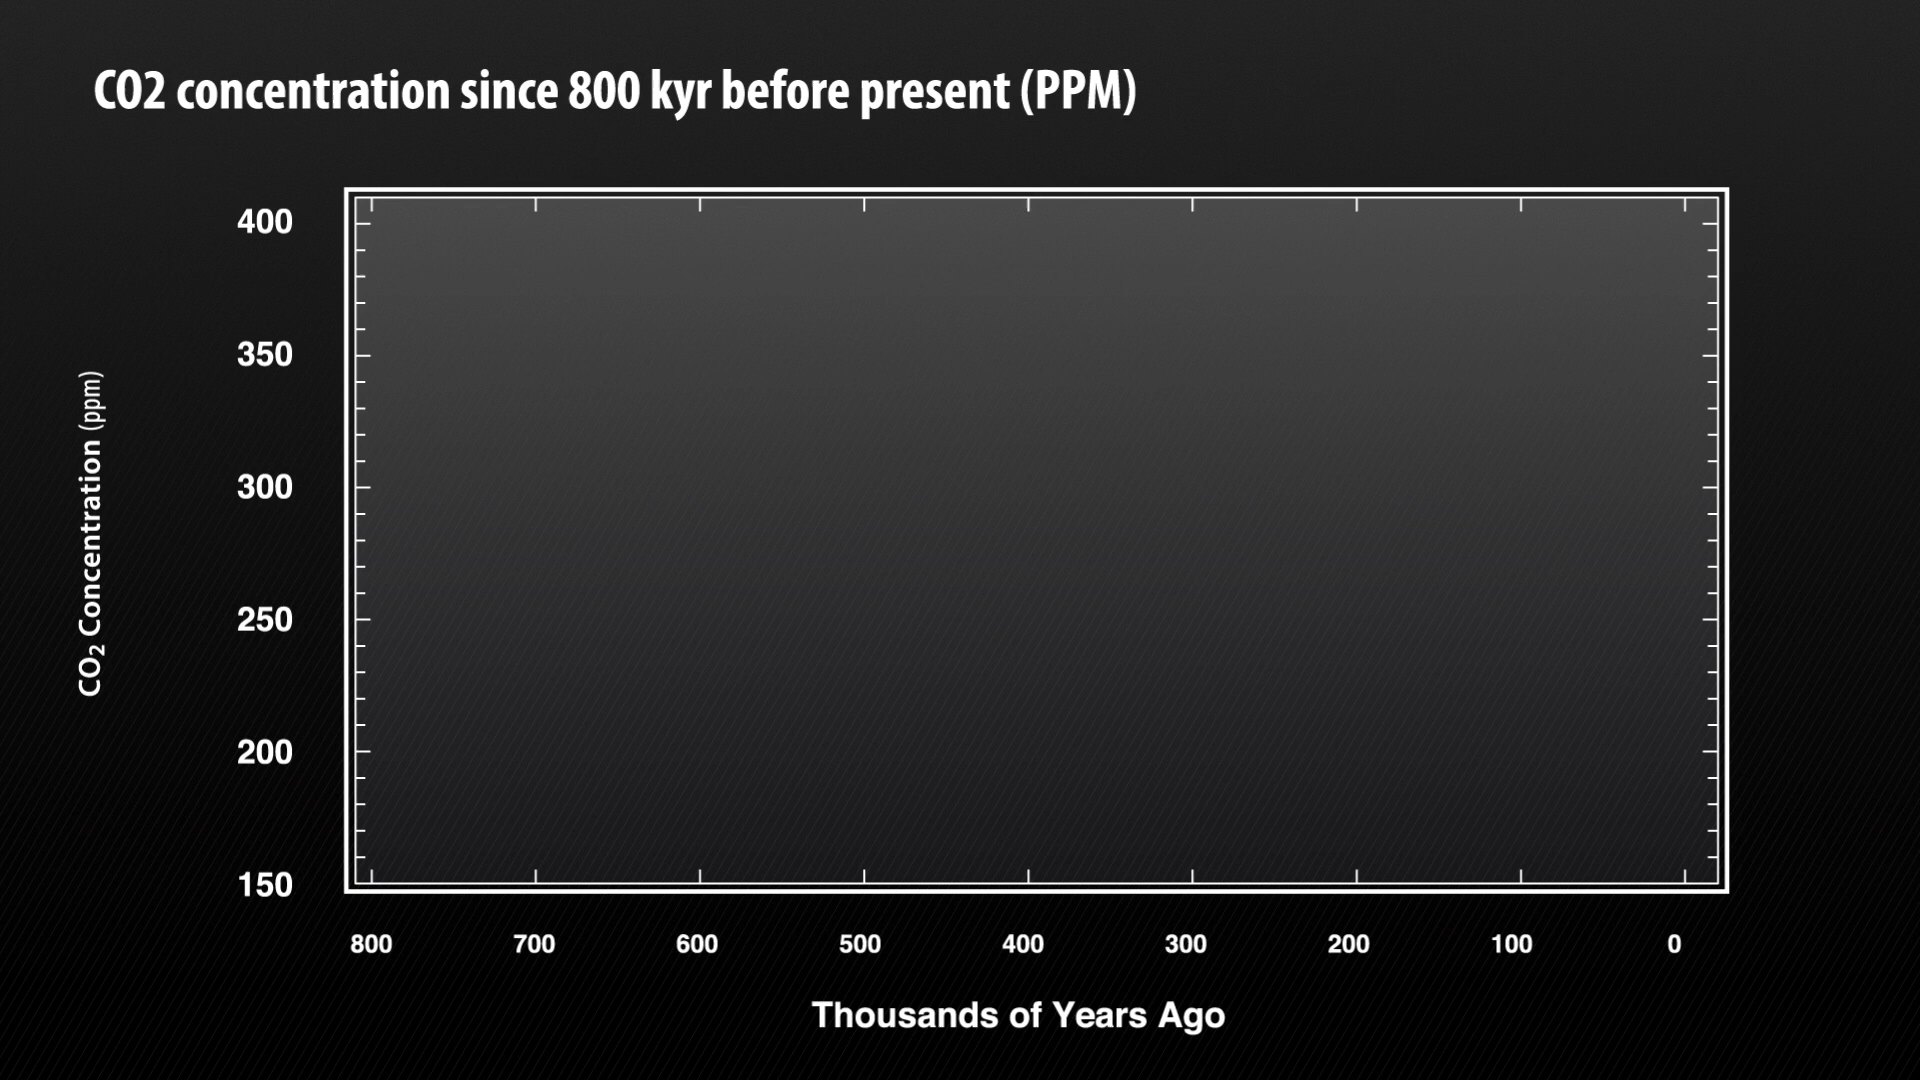 CO2 concentration since 800 kyr before present (PPM)
CO₂ Concentration (ppm)
400
350
300
250
200
150
800 700 600 500 400 300 200 100 0
Thousands of Years Ago